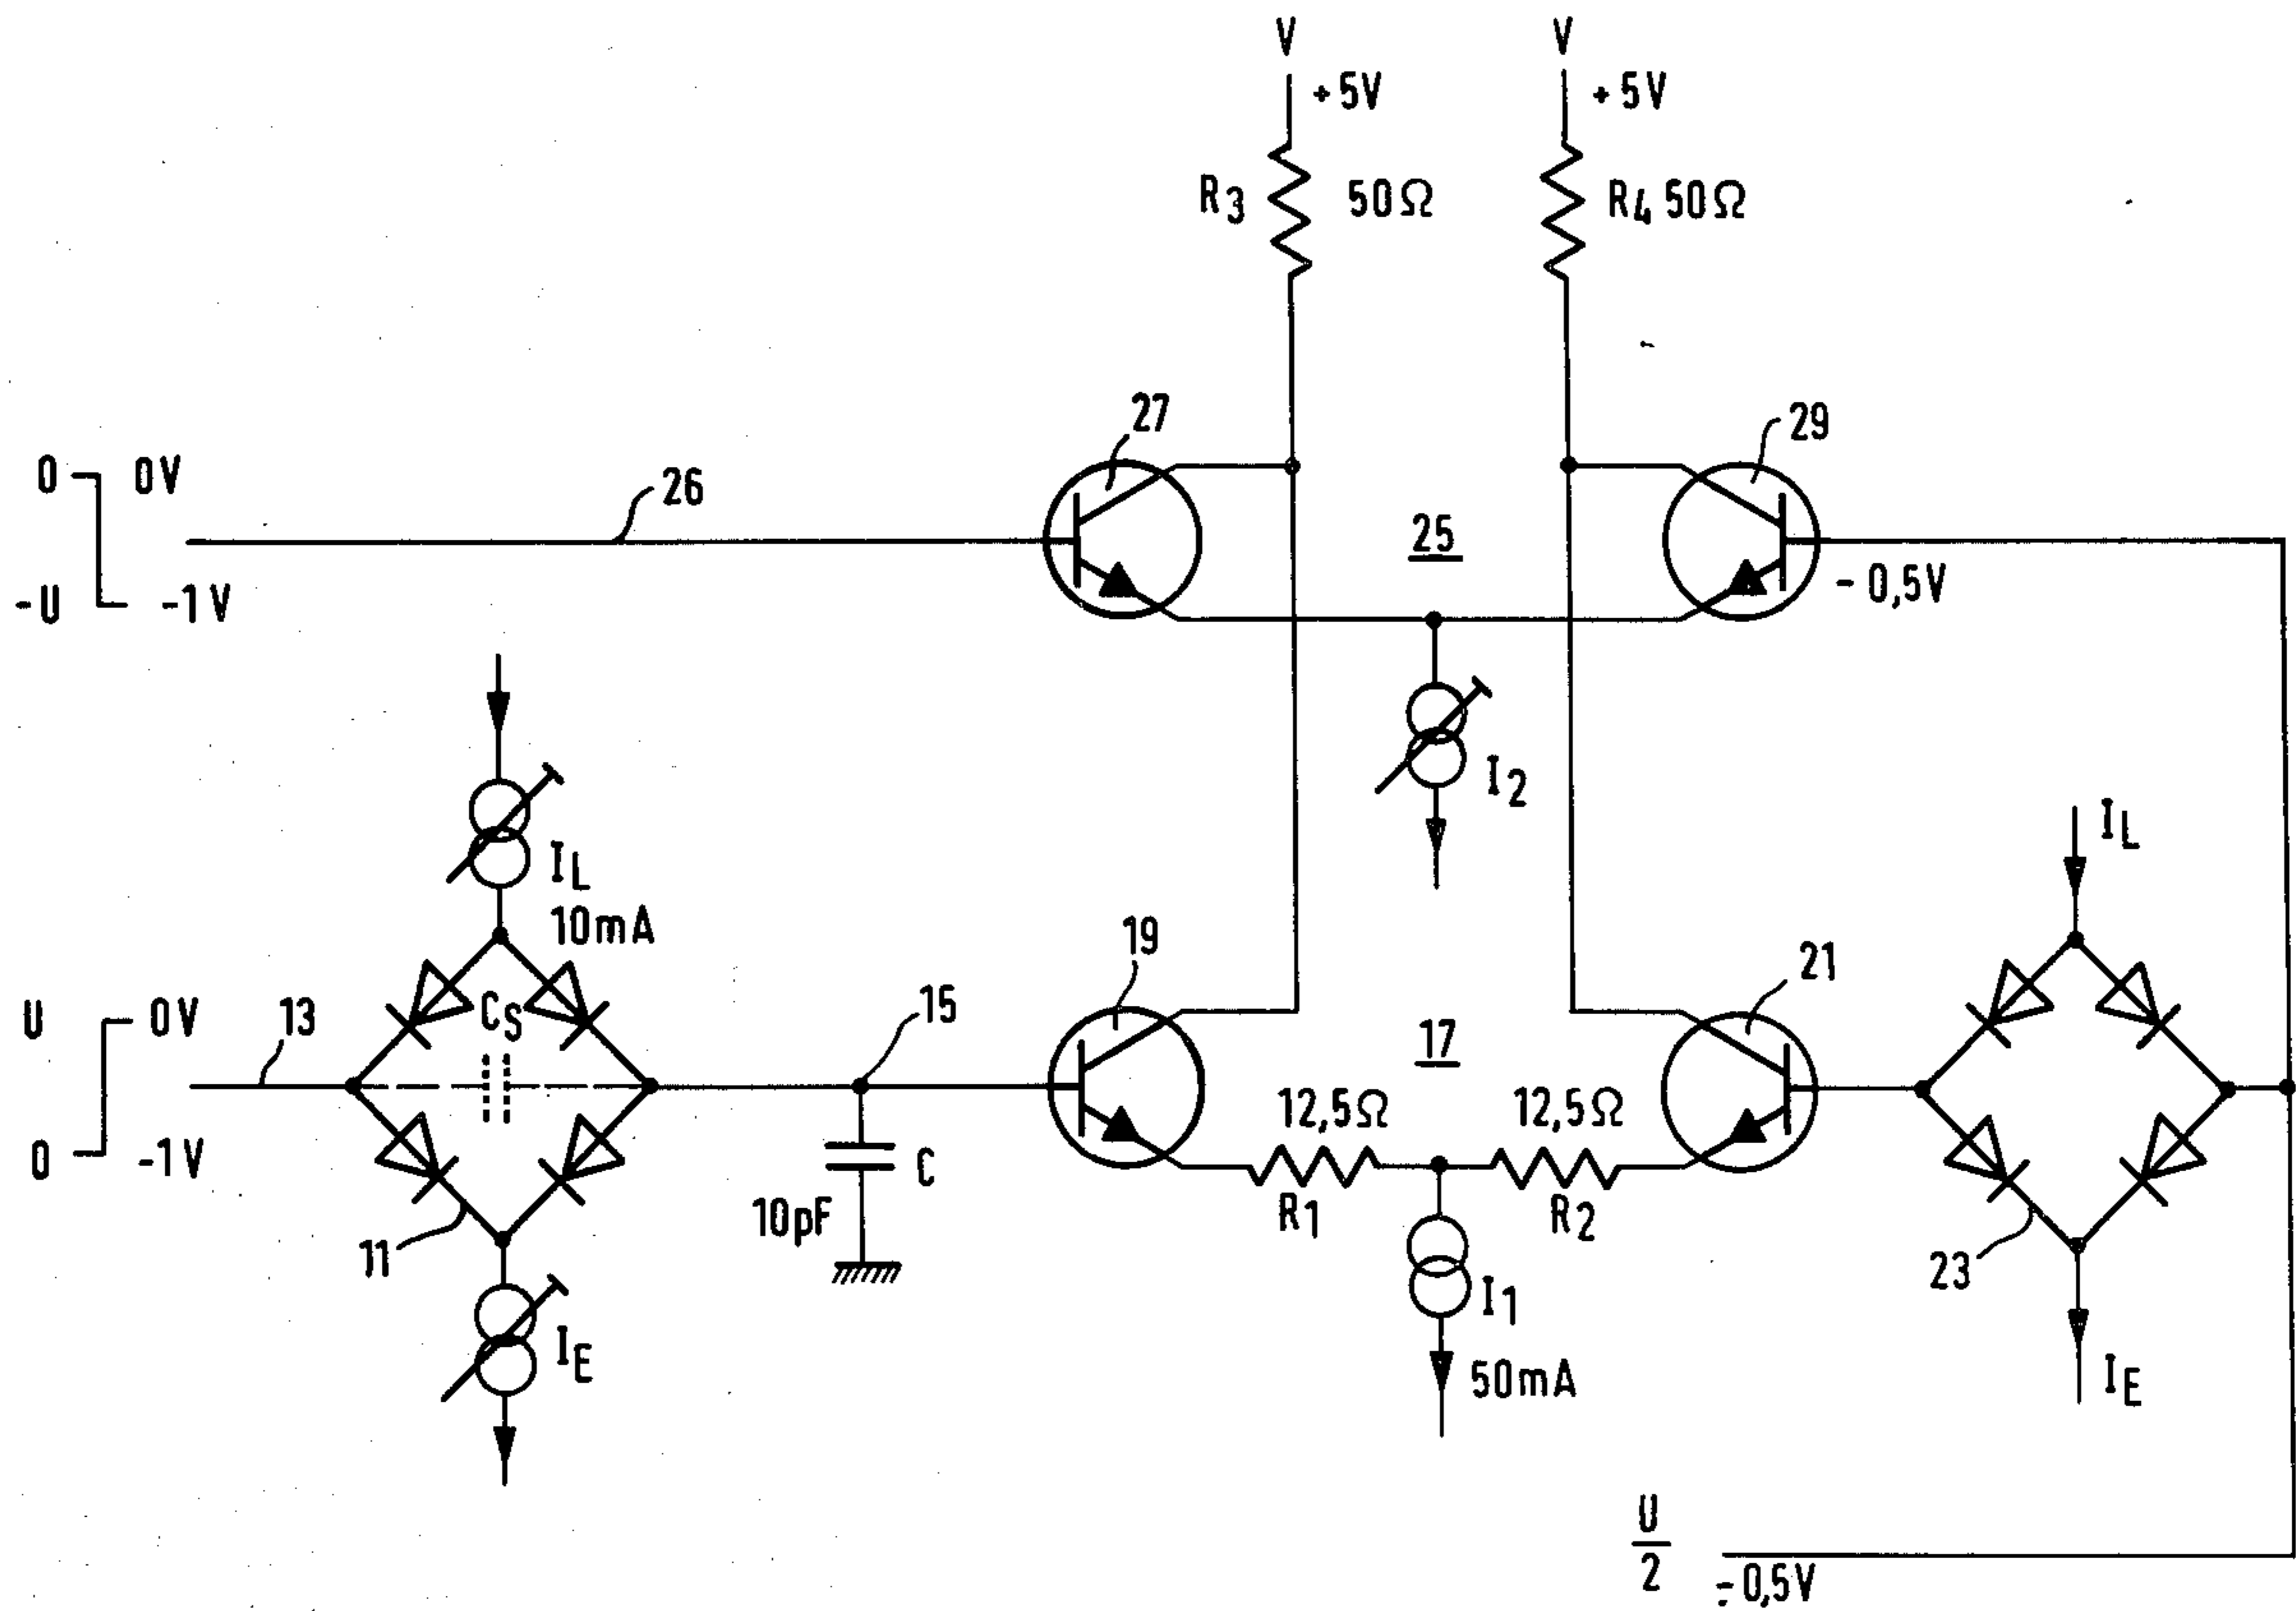 V
V
+5V
+5V
R3
50Ω
R4 50Ω
27
29
0
0V
26
25
-U
-1V
-0,5V
I2
IL
IL
10mA
19
21
U
0V
13
CS
15
17
12,5Ω
12,5Ω
0
-1V
C
10pF
R1
R2
11
23
I1
IE
50mA
IE
U
2
-0,5V